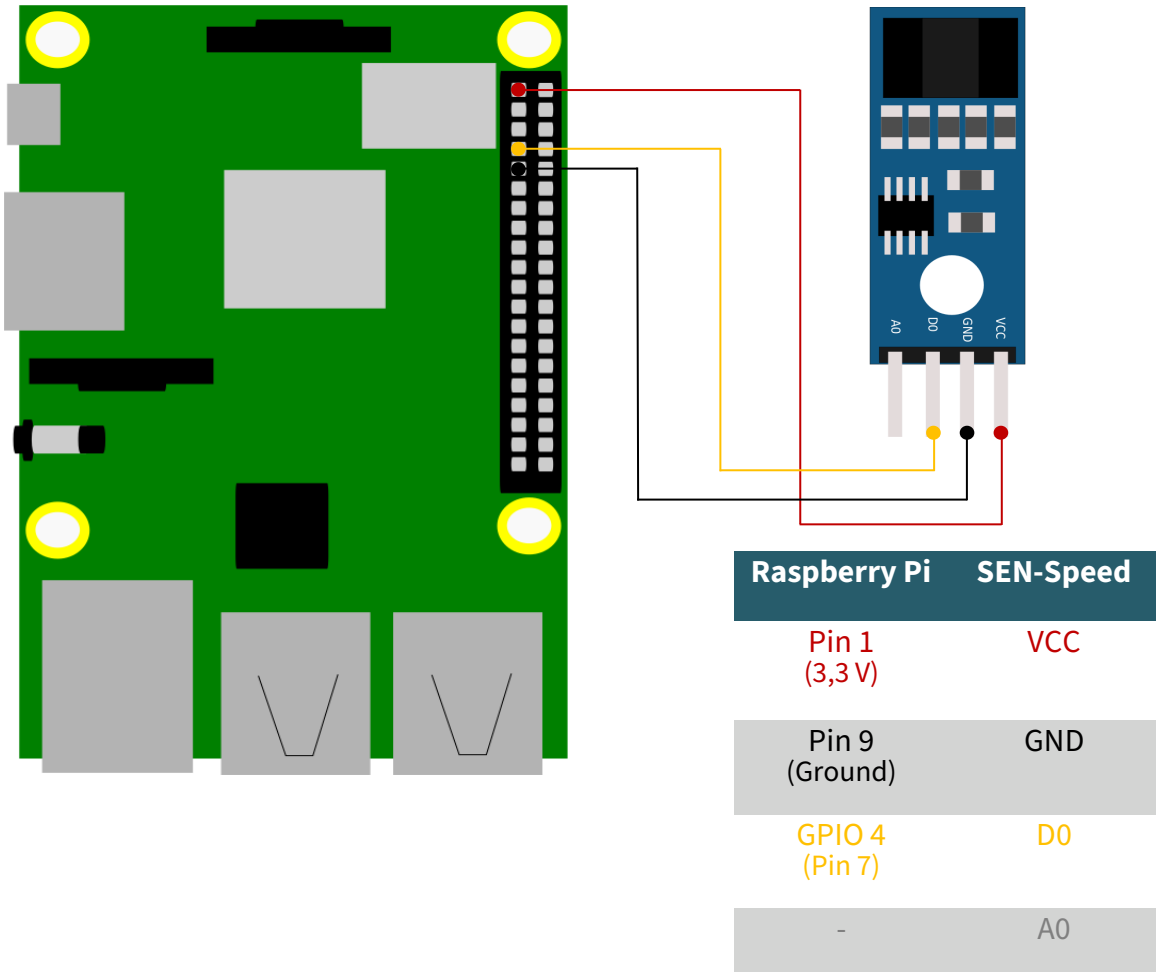 A0
D0
GND
VCC
Raspberry Pi SEN-Speed
Pin 1 VCC
(3,3 V)
Pin 9 GND
(Ground)
GPIO 4 D0
(Pin 7)
- A0